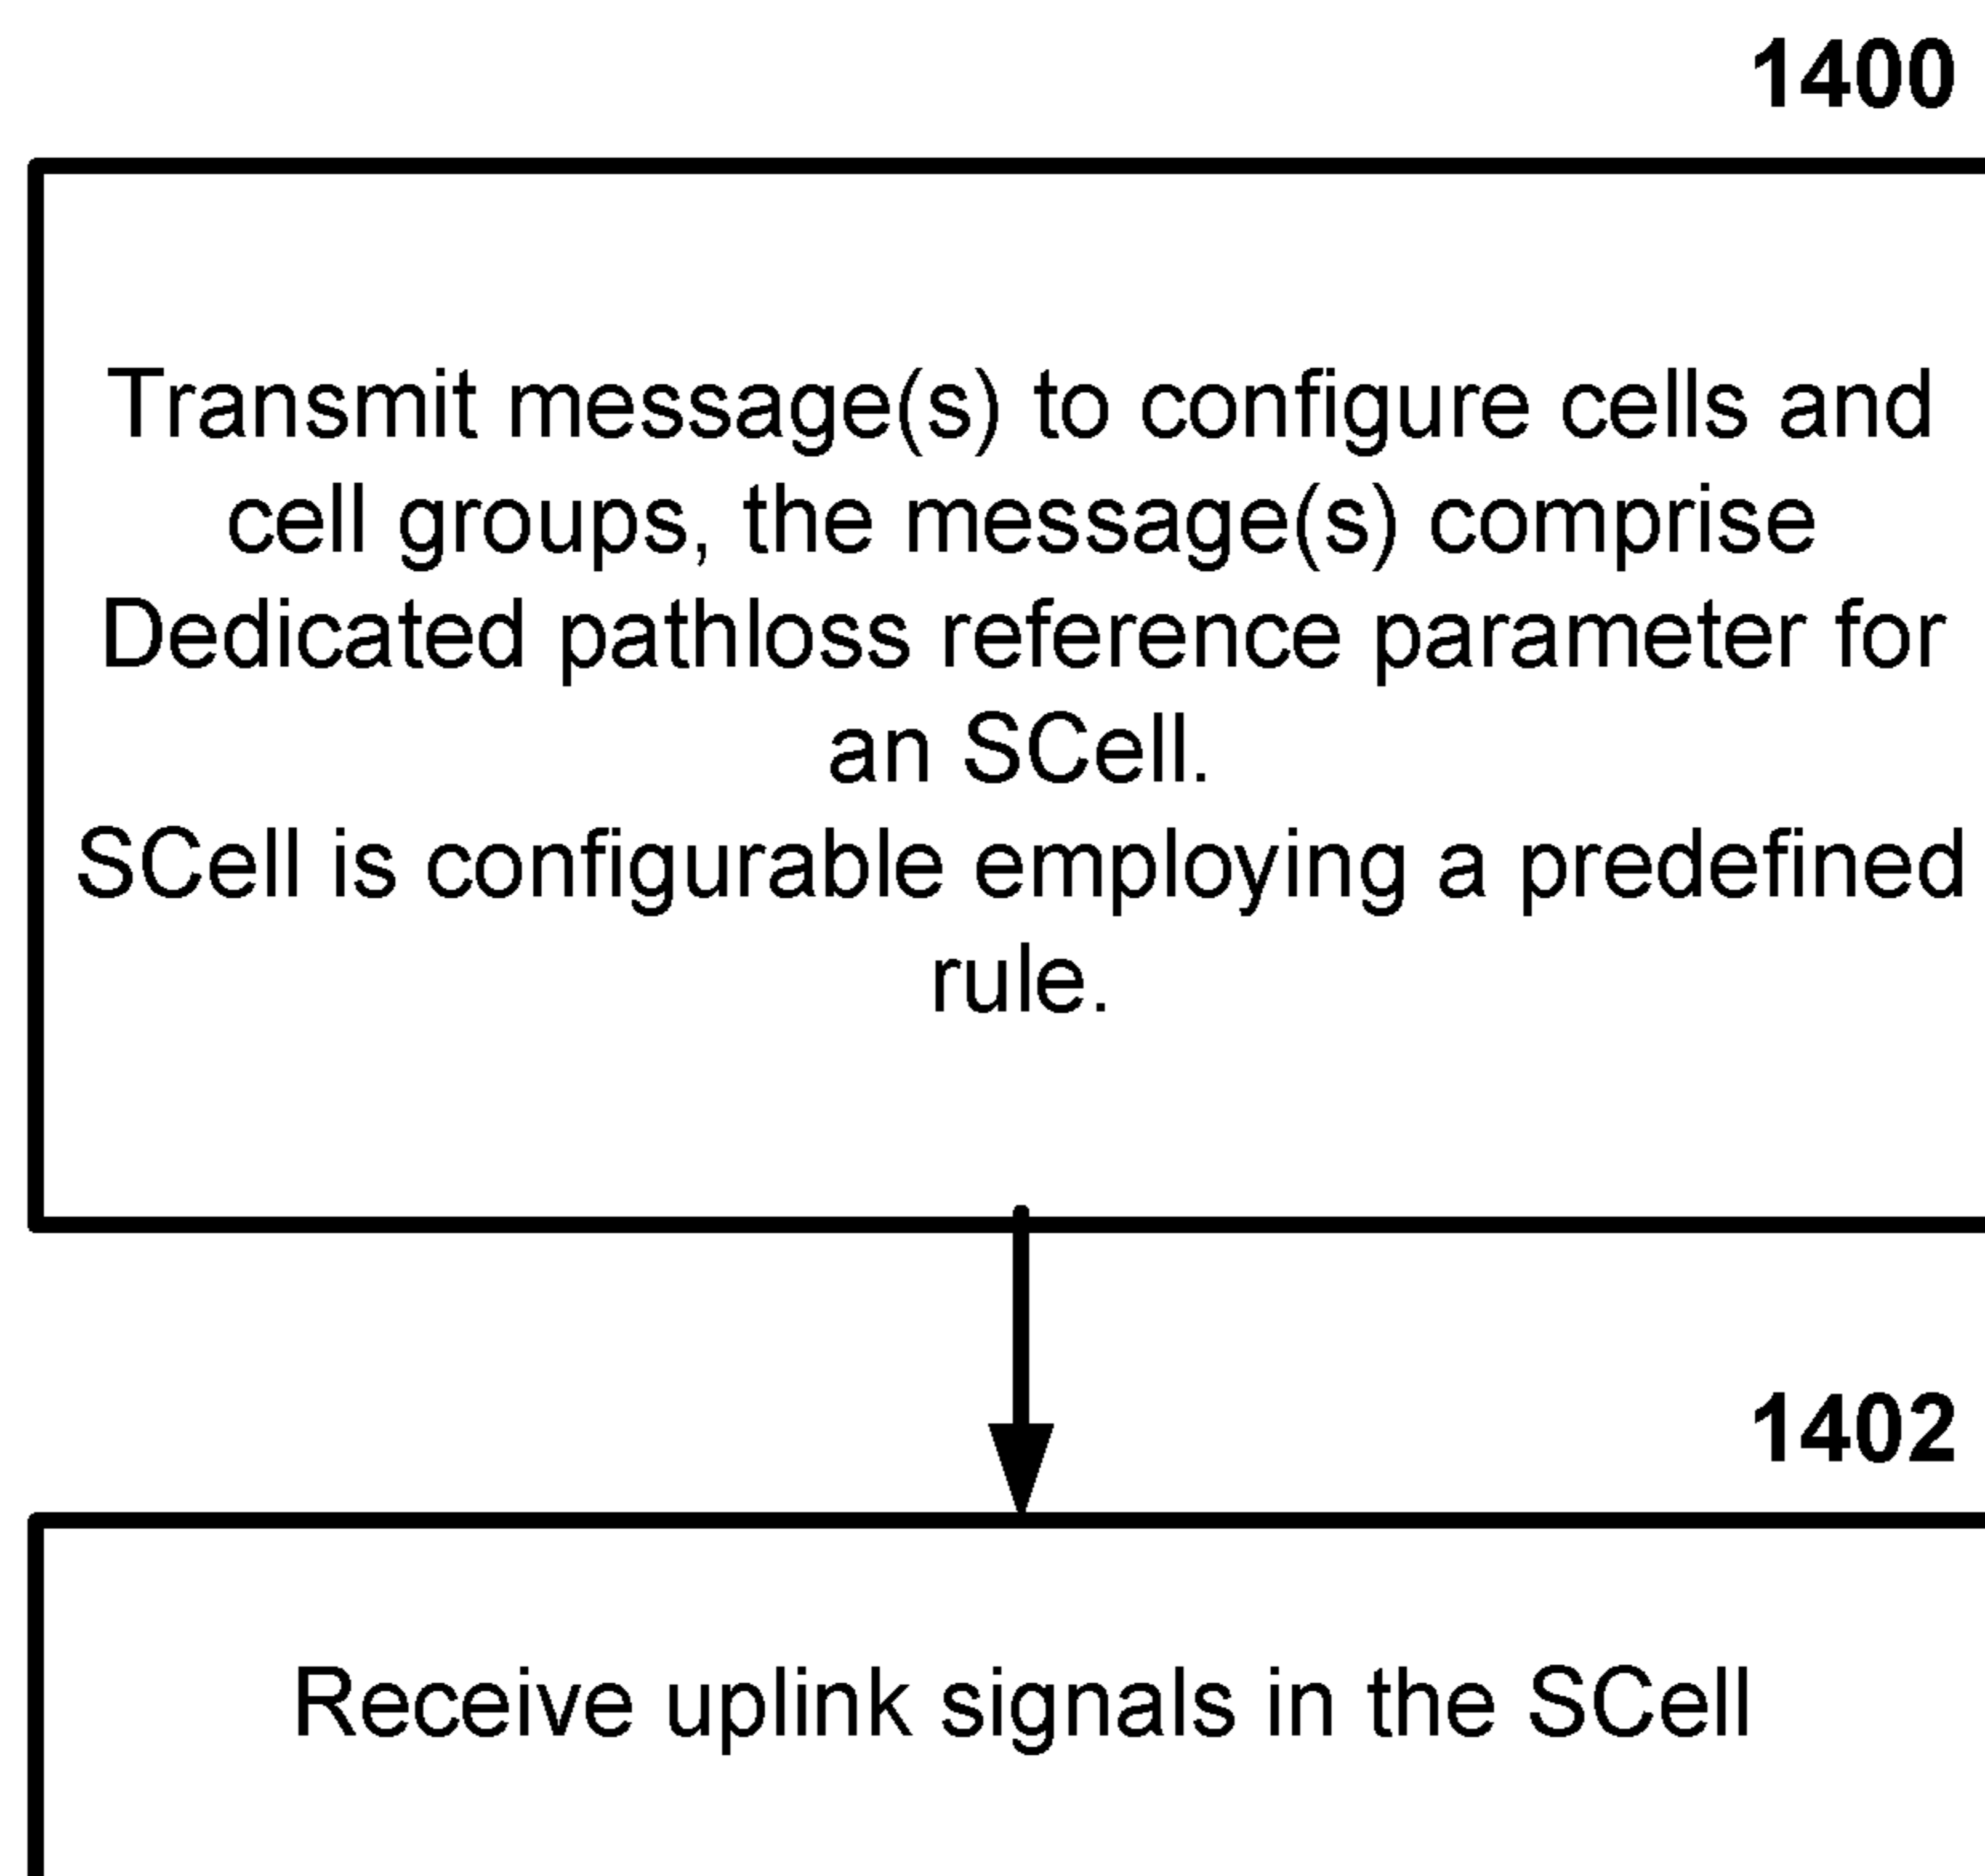 1400
Transmit message(s) to configure cells and
cell groups, the message(s) comprise
Dedicated pathloss reference parameter for
an SCell.
SCell is configurable employing a predefined
rule.
1402
Receive uplink signals in the SCell